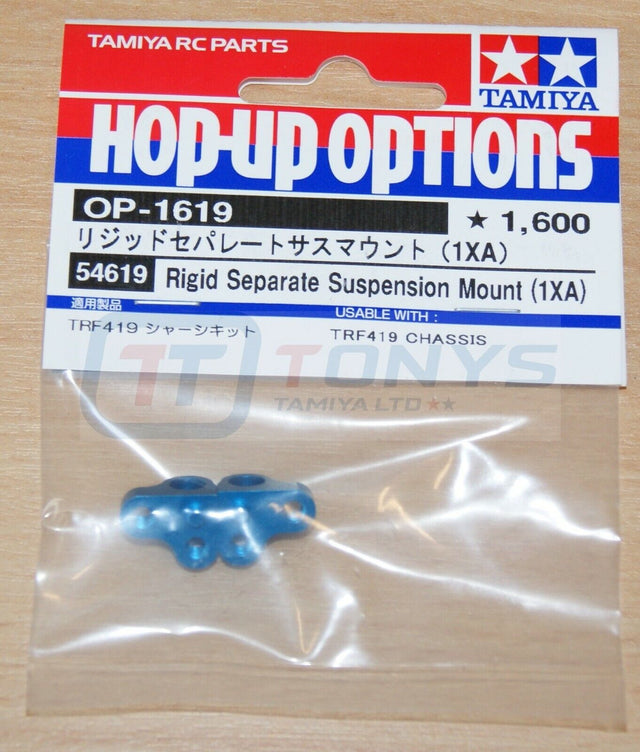 TAMIYA RC PARTS
TAMIYA
HOP-UP OPTIONS
OP-1619
★ 1,600
リジッドセパレートサスマウント（1XA）
54619 Rigid Separate Suspension Mount (1XA)
適用製品
USABLE WITH :
TRF419 シャーシキット
TRF419 CHASSIS
TT TONYS
TAMIYA LTD ★★